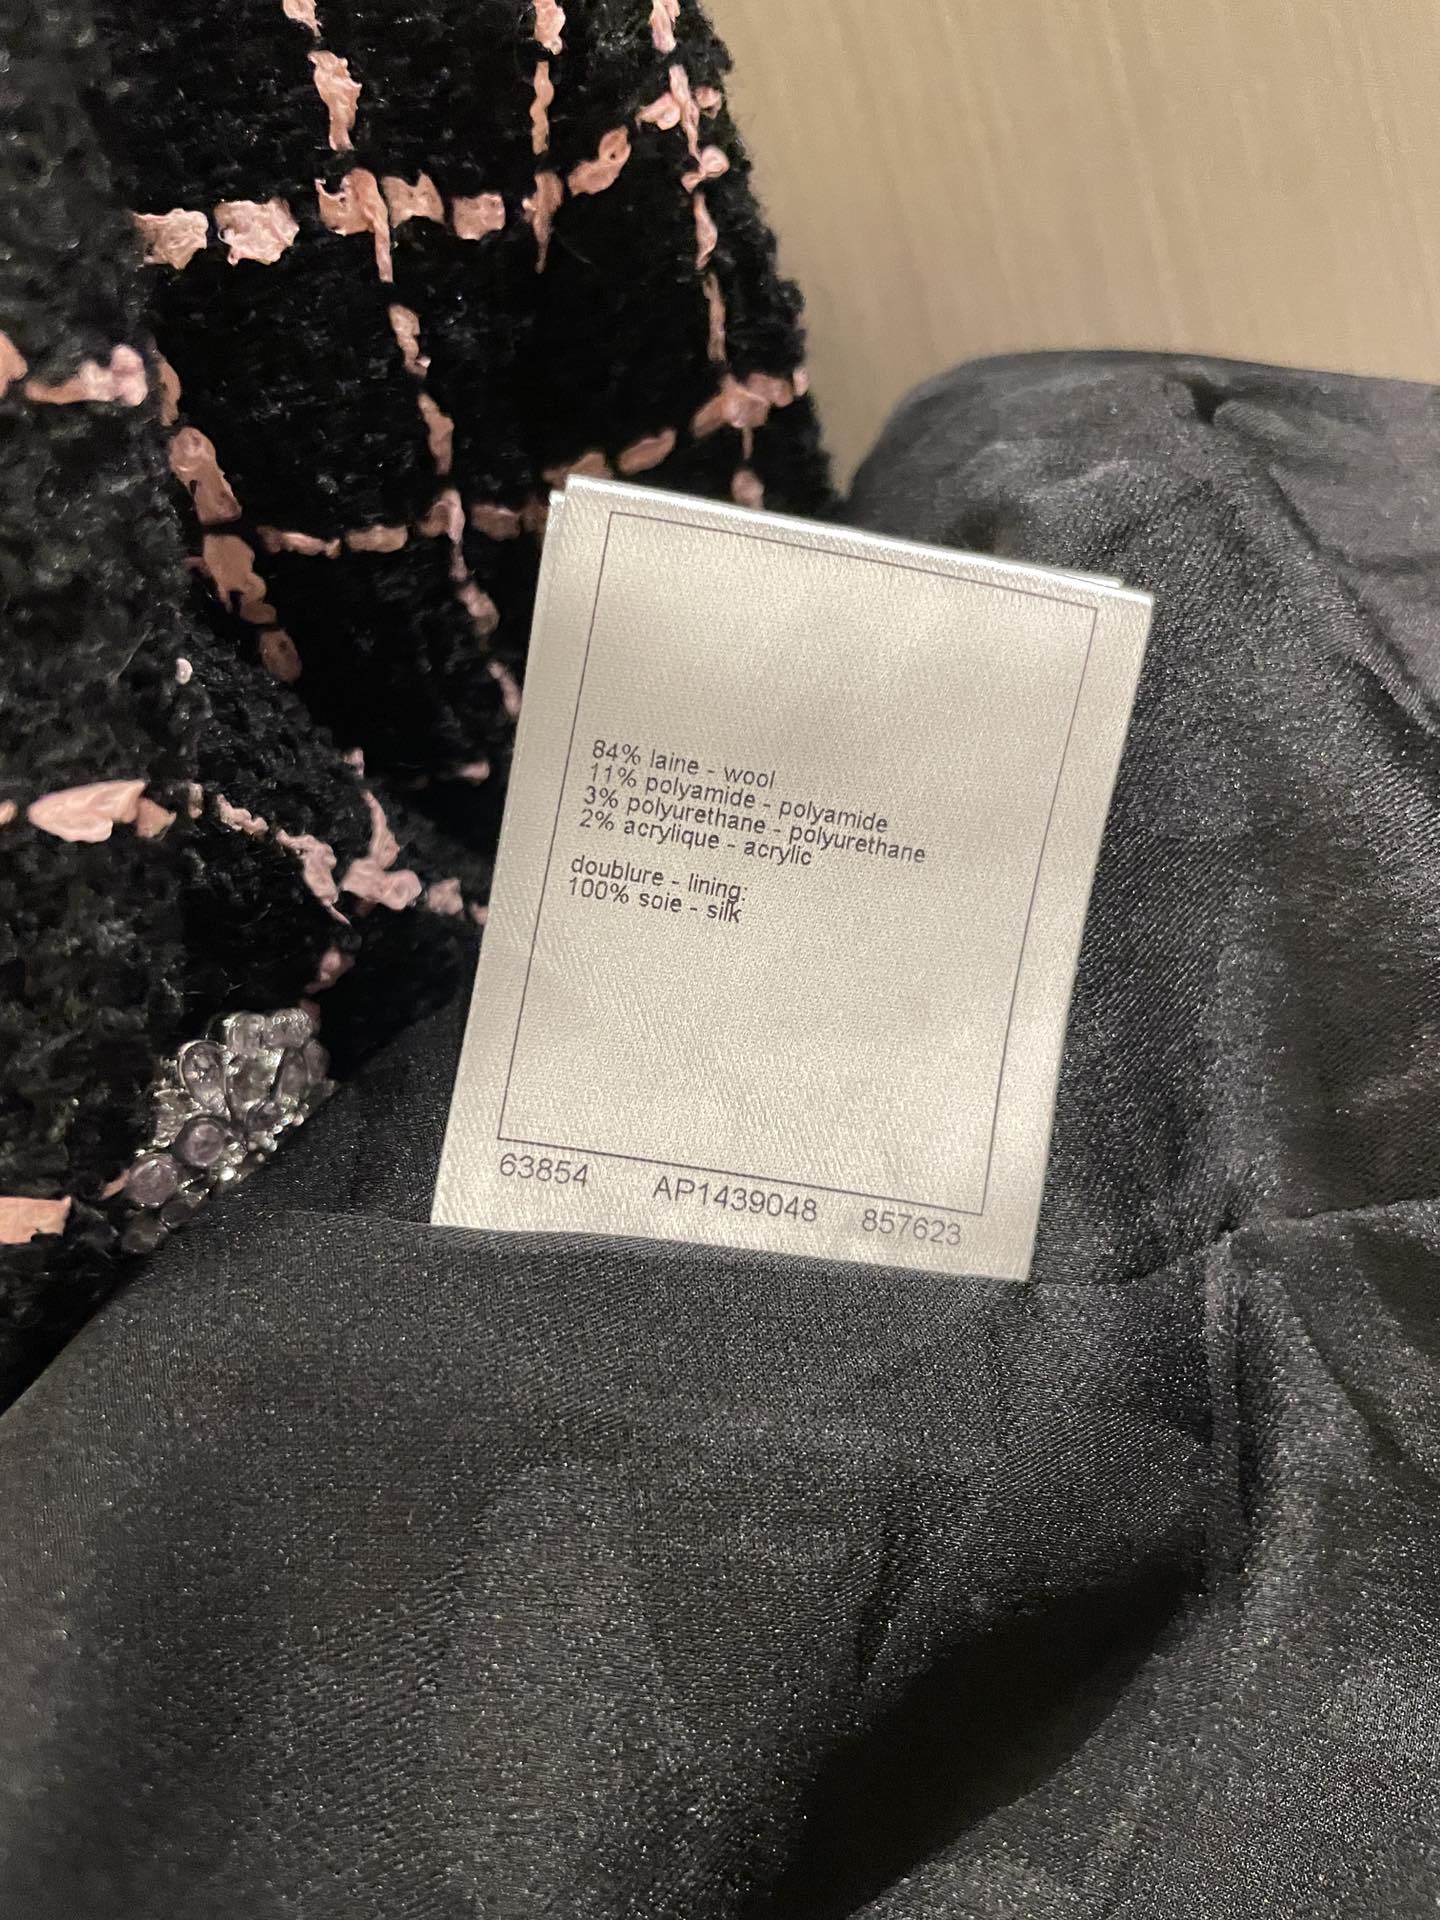 84% laine - wool
11% polyamide - polyamide
3% polyurethane - polyurethane
2% acrylique - acrylic
doublure - lining:
100% soie - silk
63854 AP1439048 857623